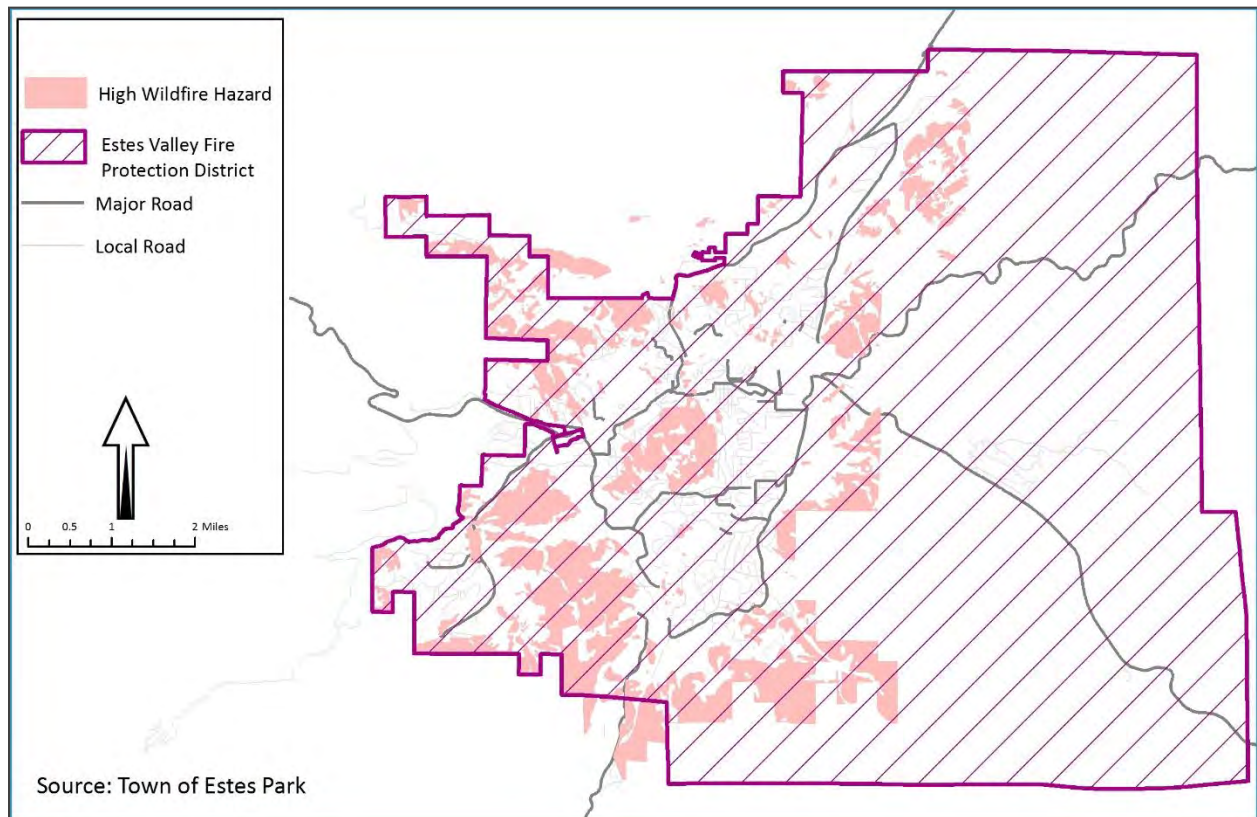 High Wildfire Hazard
Estes Valley Fire
Protection District
Major Road
Local Road
0 0.5 1 2 Miles
Source: Town of Estes Park